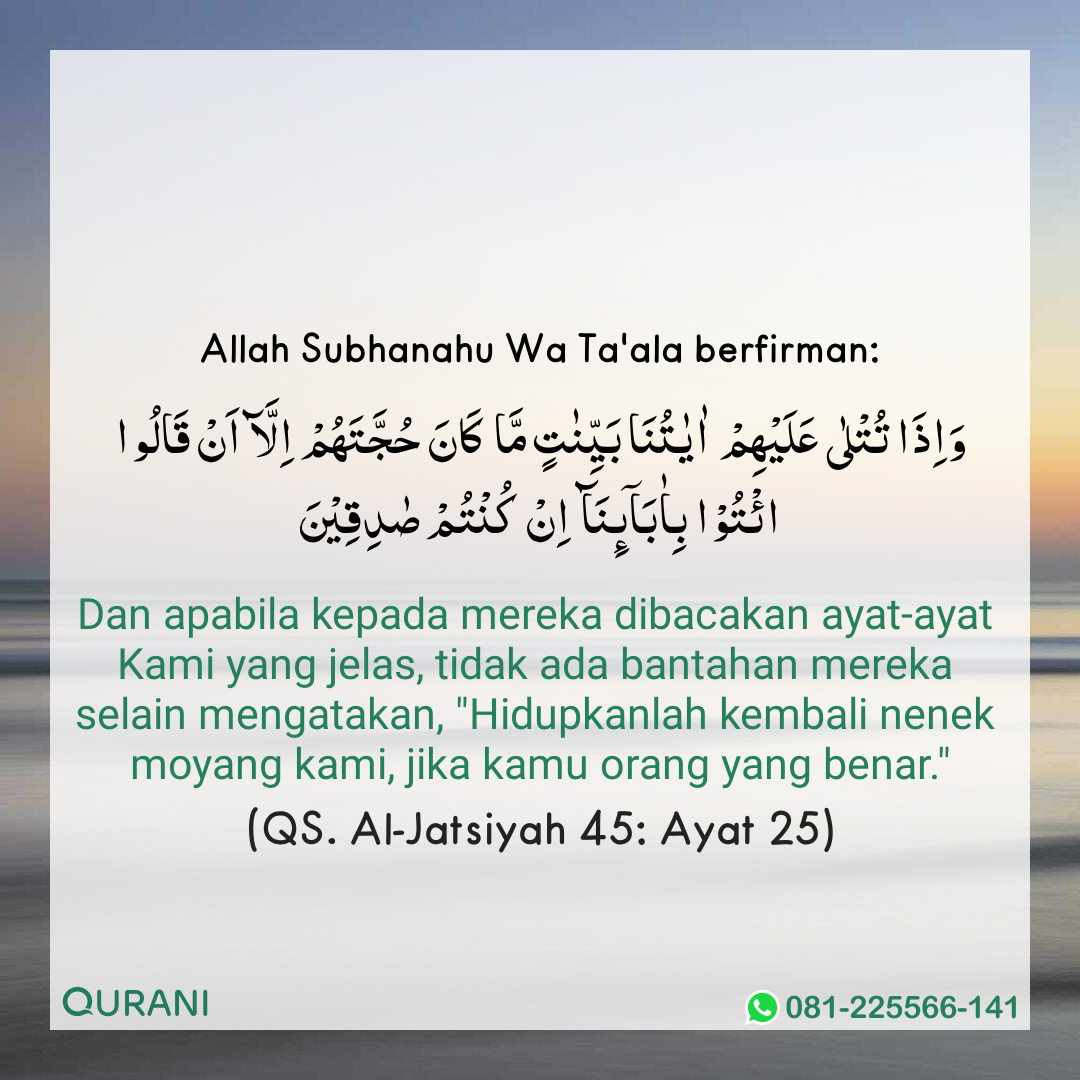 Allah Subhanahu Wa Ta'ala berfirman:
وَاِذَا تُتْلٰى عَلَيْهِمْ اٰيٰتُنَا بَيِّنٰتٍ مَّا كَانَ حُجَّتَهُمْ اِلَّاۤ اَنْ قَالُوا
ائْتُوْا بِاٰبَآئِنَاۤ اِنْ كُنْتُمْ صٰدِقِيْنَ
Dan apabila kepada mereka dibacakan ayat-ayat
Kami yang jelas, tidak ada bantahan mereka
selain mengatakan, "Hidupkanlah kembali nenek
moyang kami, jika kamu orang yang benar."
(QS. Al-Jatsiyah 45: Ayat 25)
QURANI
081-225566-141